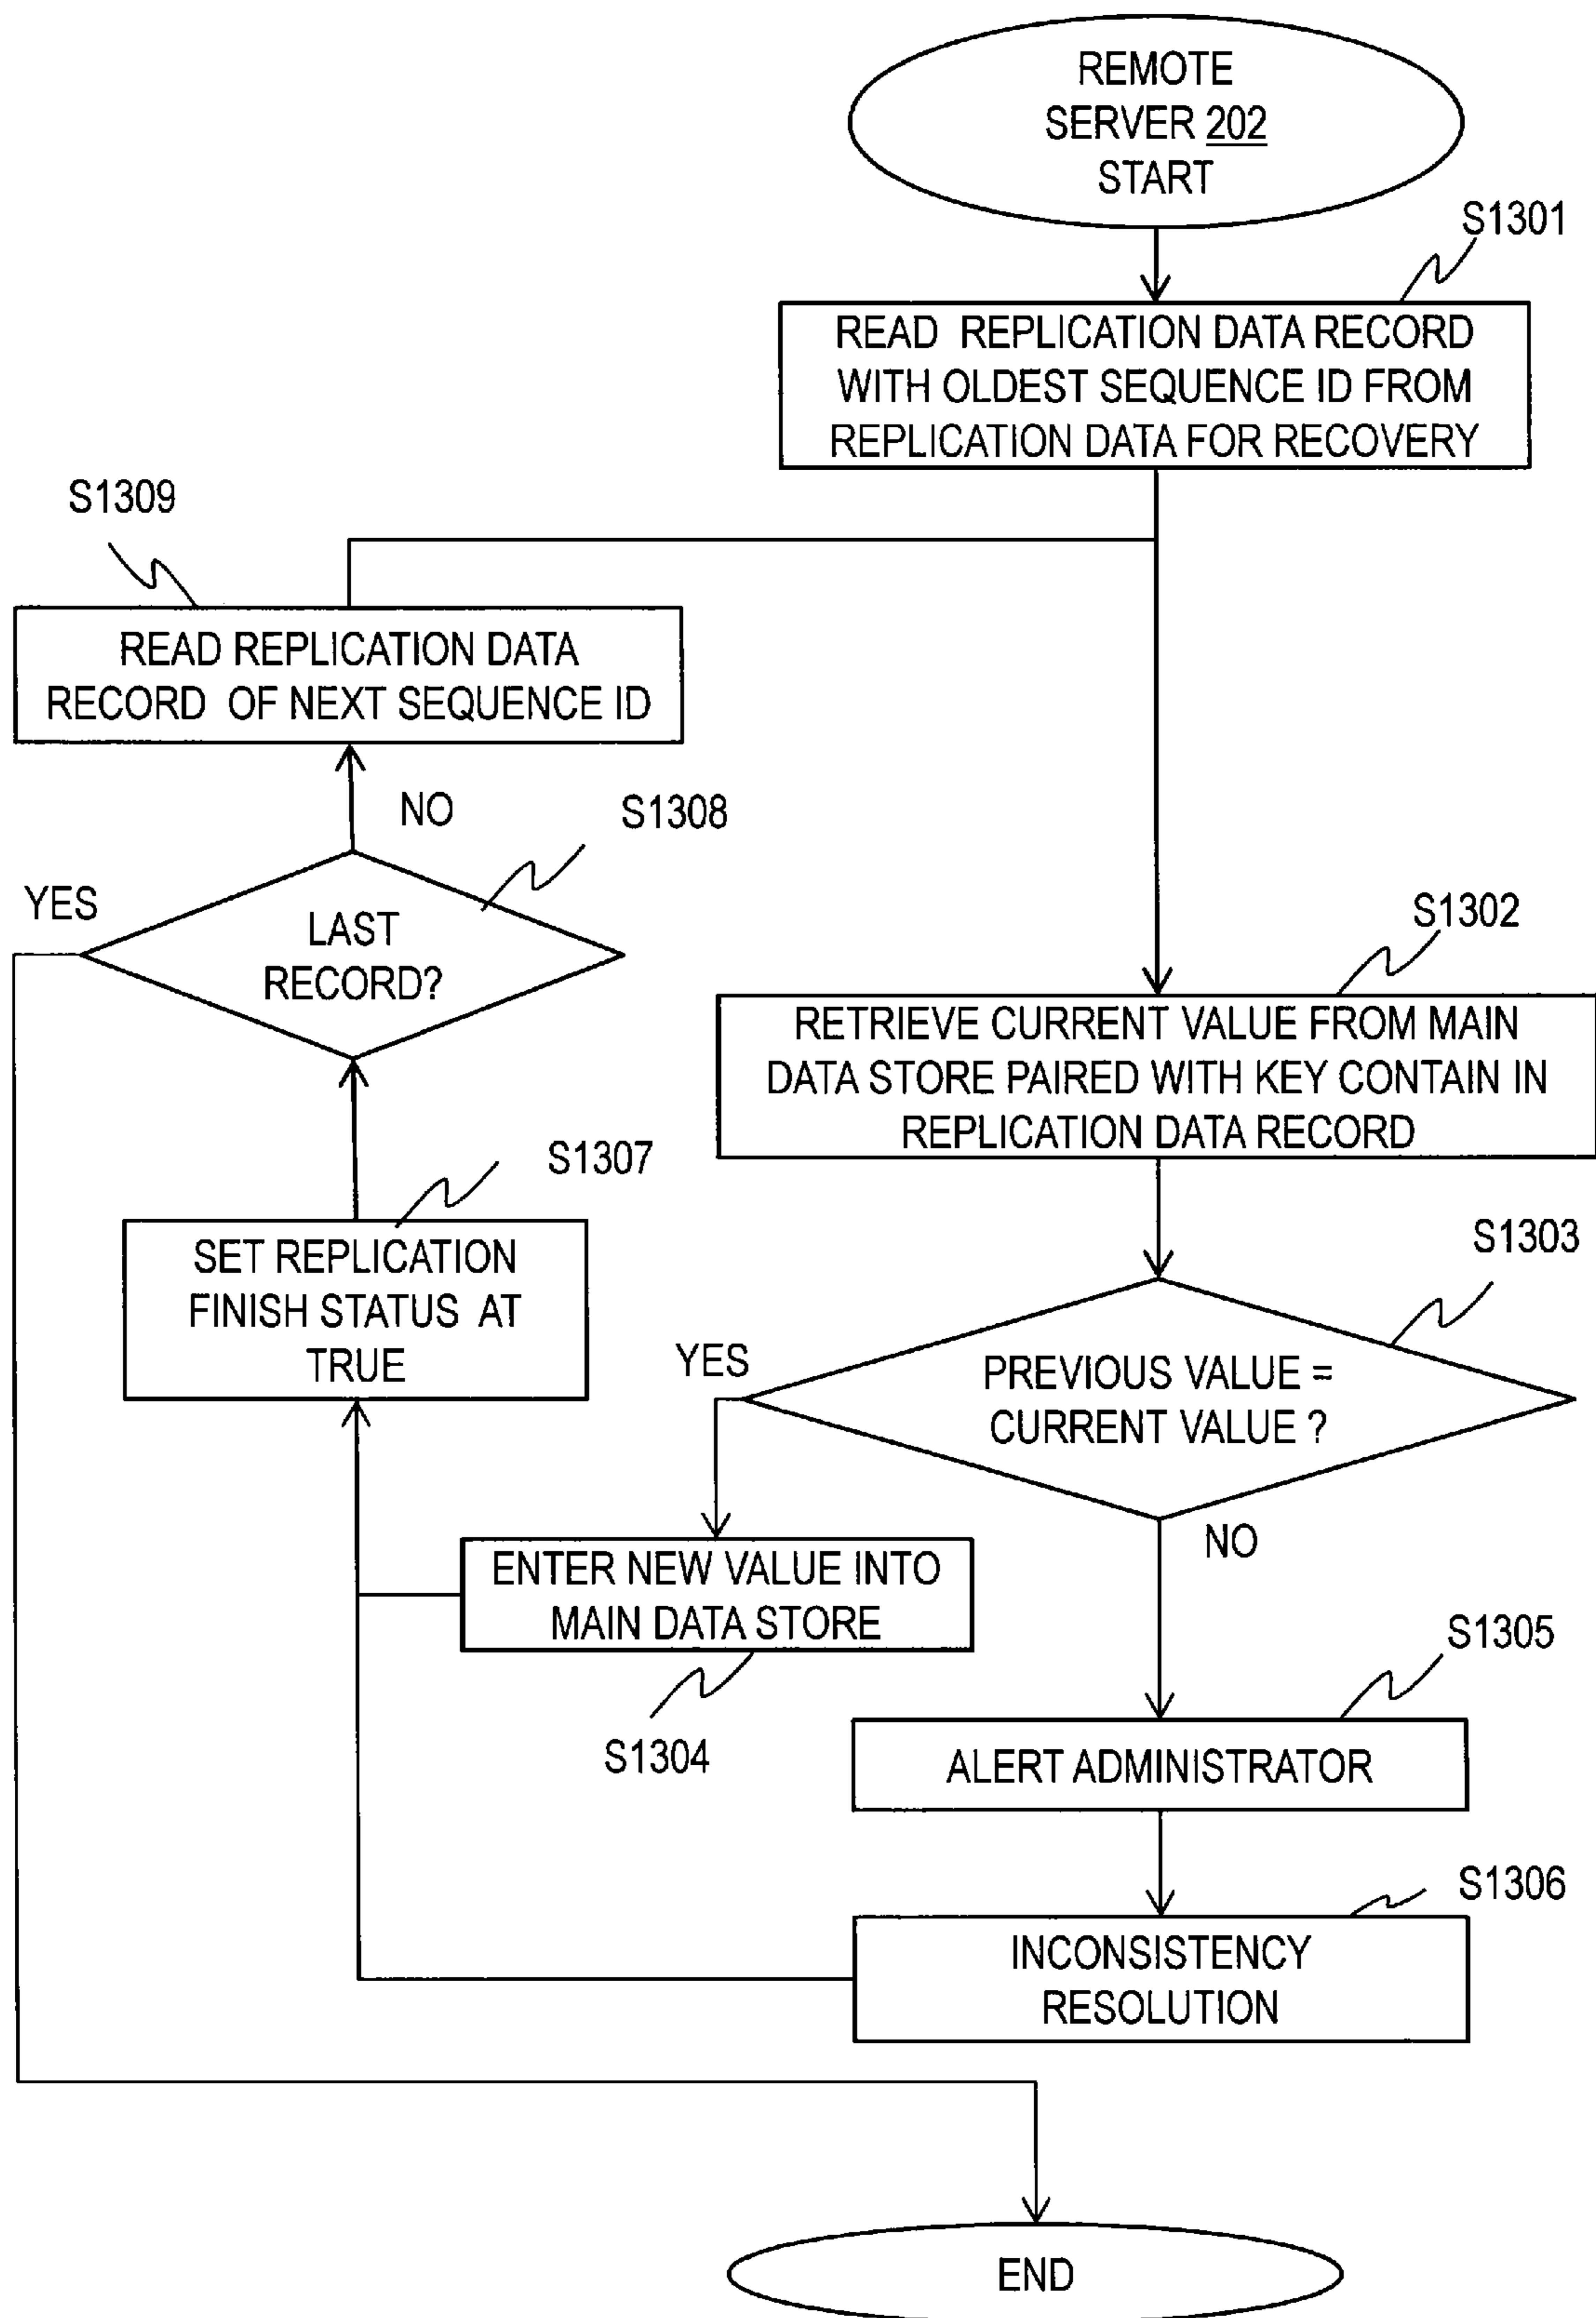 REMOTE
SERVER 202
START
S1301
READ REPLICATION DATA RECORD
WITH OLDEST SEQUENCE ID FROM
REPLICATION DATA FOR RECOVERY
S1309
READ REPLICATION DATA
RECORD OF NEXT SEQUENCE ID
NO
S1308
YES
LAST
RECORD?
S1302
RETRIEVE CURRENT VALUE FROM MAIN
DATA STORE PAIRED WITH KEY CONTAIN IN
REPLICATION DATA RECORD
S1307
SET REPLICATION
FINISH STATUS AT
TRUE
S1303
YES
PREVIOUS VALUE =
CURRENT VALUE ?
NO
ENTER NEW VALUE INTO
MAIN DATA STORE
S1304
S1305
ALERT ADMINISTRATOR
S1306
INCONSISTENCY
RESOLUTION
END